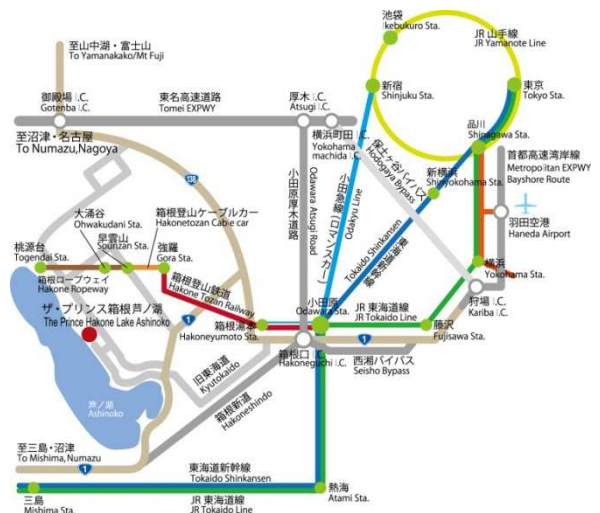 池袋
Ikebukuro Sta.
JR 山手線
JR Yamanote Line
至山中湖・富士山
To Yamanakako/Mt Fuji
新宿
Shinjuku Sta.
東京
Tokyo Sta.
御殿場 I.C.
Gotenba I.C.
東名高速道路
Tomei EXPWY
厚木 I.C.
Atsugi I.C.
品川
Shinagawa Sta.
至沼津・名古屋
To Numazu,Nagoya
横浜町田 I.C.
Yokohama
machida I.C.
保土ヶ谷バイパス
Hodogaya Bypass
首都高速湾岸線
Metropolitan EXPWY
Bayshore Route
138
新横浜
Shinyokohama Sta.
小田原厚木道路
Odawara Atsugi Road
小田急線(ロマンスカー)
Odakyu Line
東海道新幹線
Tokaido Shinkansen
羽田空港
Haneda Airport
大涌谷
Ohwakudani Sta.
早雲山
Sounzan Sta.
箱根登山ケーブルカー
Hakonetozan Cable car
桃源台
Togendai Sta.
強羅
Gora Sta.
箱根ロープウェイ
Hakone Ropeway
箱根登山鉄道
Hakone Tozan Railway
横浜
Yokohama Sta.
ザ・プリンス箱根芦ノ湖
The Prince Hakone Lake Ashinoko
1
小田原
Odawara Sta.
JR 東海道線
JR Tokaido Line
狩場 I.C.
Kariba I.C.
箱根湯本
Hakoneyumoto Sta.
藤沢
Fujisawa Sta.
1
箱根口 I.C.
Hakoneguchi I.C.
西湘バイパス
Seisho Bypass
旧東海道
Kyutokaido
芦ノ湖
Ashinoko
箱根新道
Hakoneshindo
至三島・沼津
To Mishima, Numazu
1
東海道新幹線
Tokaido Shinkansen
三島
Mishima Sta.
JR 東海道線
JR Tokaido Line
熱海
Atami Sta.